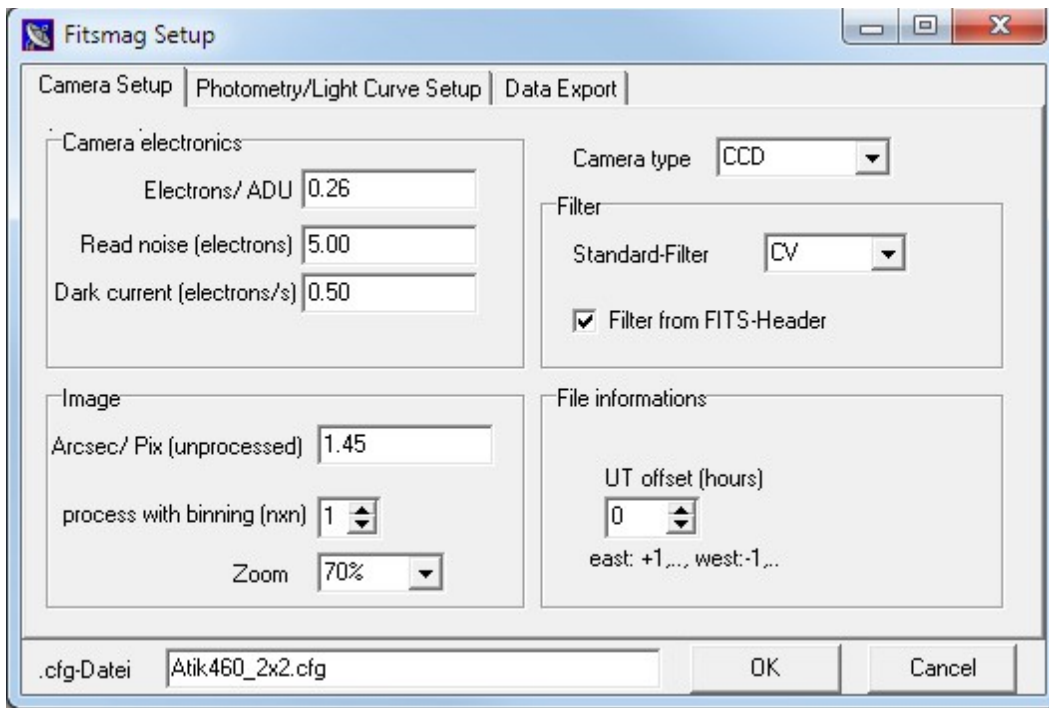 Fitsmag Setup
Camera Setup
Photometry/Light Curve Setup
Data Export
Camera electronics
Electrons/ ADU 0.26
Read noise (electrons) 5.00
Dark current (electrons/s) 0.50
Camera type CCD
Filter
Standard-Filter CV
Filter from FITS-Header
Image
Arcsec/ Pix (unprocessed) 1.45
process with binning (nxn) 1
Zoom 70%
File informations
UT offset (hours)
0
east: +1,.., west:-1,..
.cfg-Datei Atik460_2x2.cfg
OK
Cancel